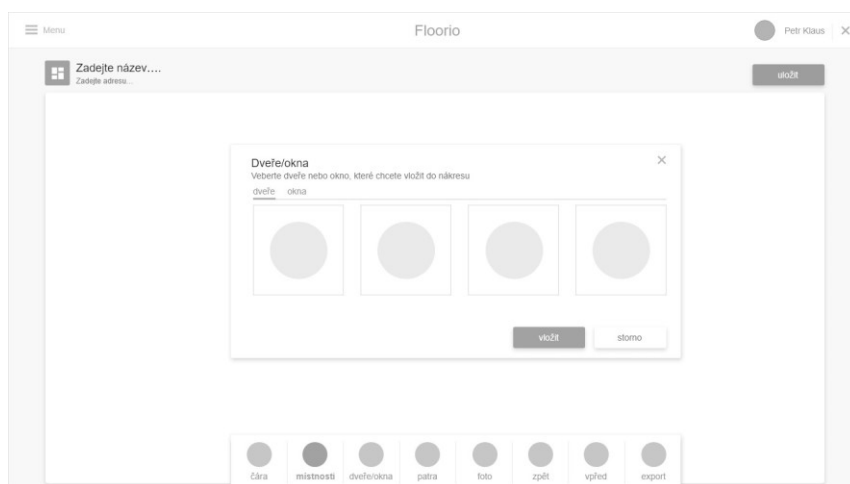 Menu
Floorio
Petr Klaus
Zadejte název....
Zadejte adresu...
uložit
Dveře/okna
Veberte dveře nebo okno, které chcete vložit do nákresu
dveře okna
vložit
storno
čára místnosti dveře/okna patra foto zpět vpřed export